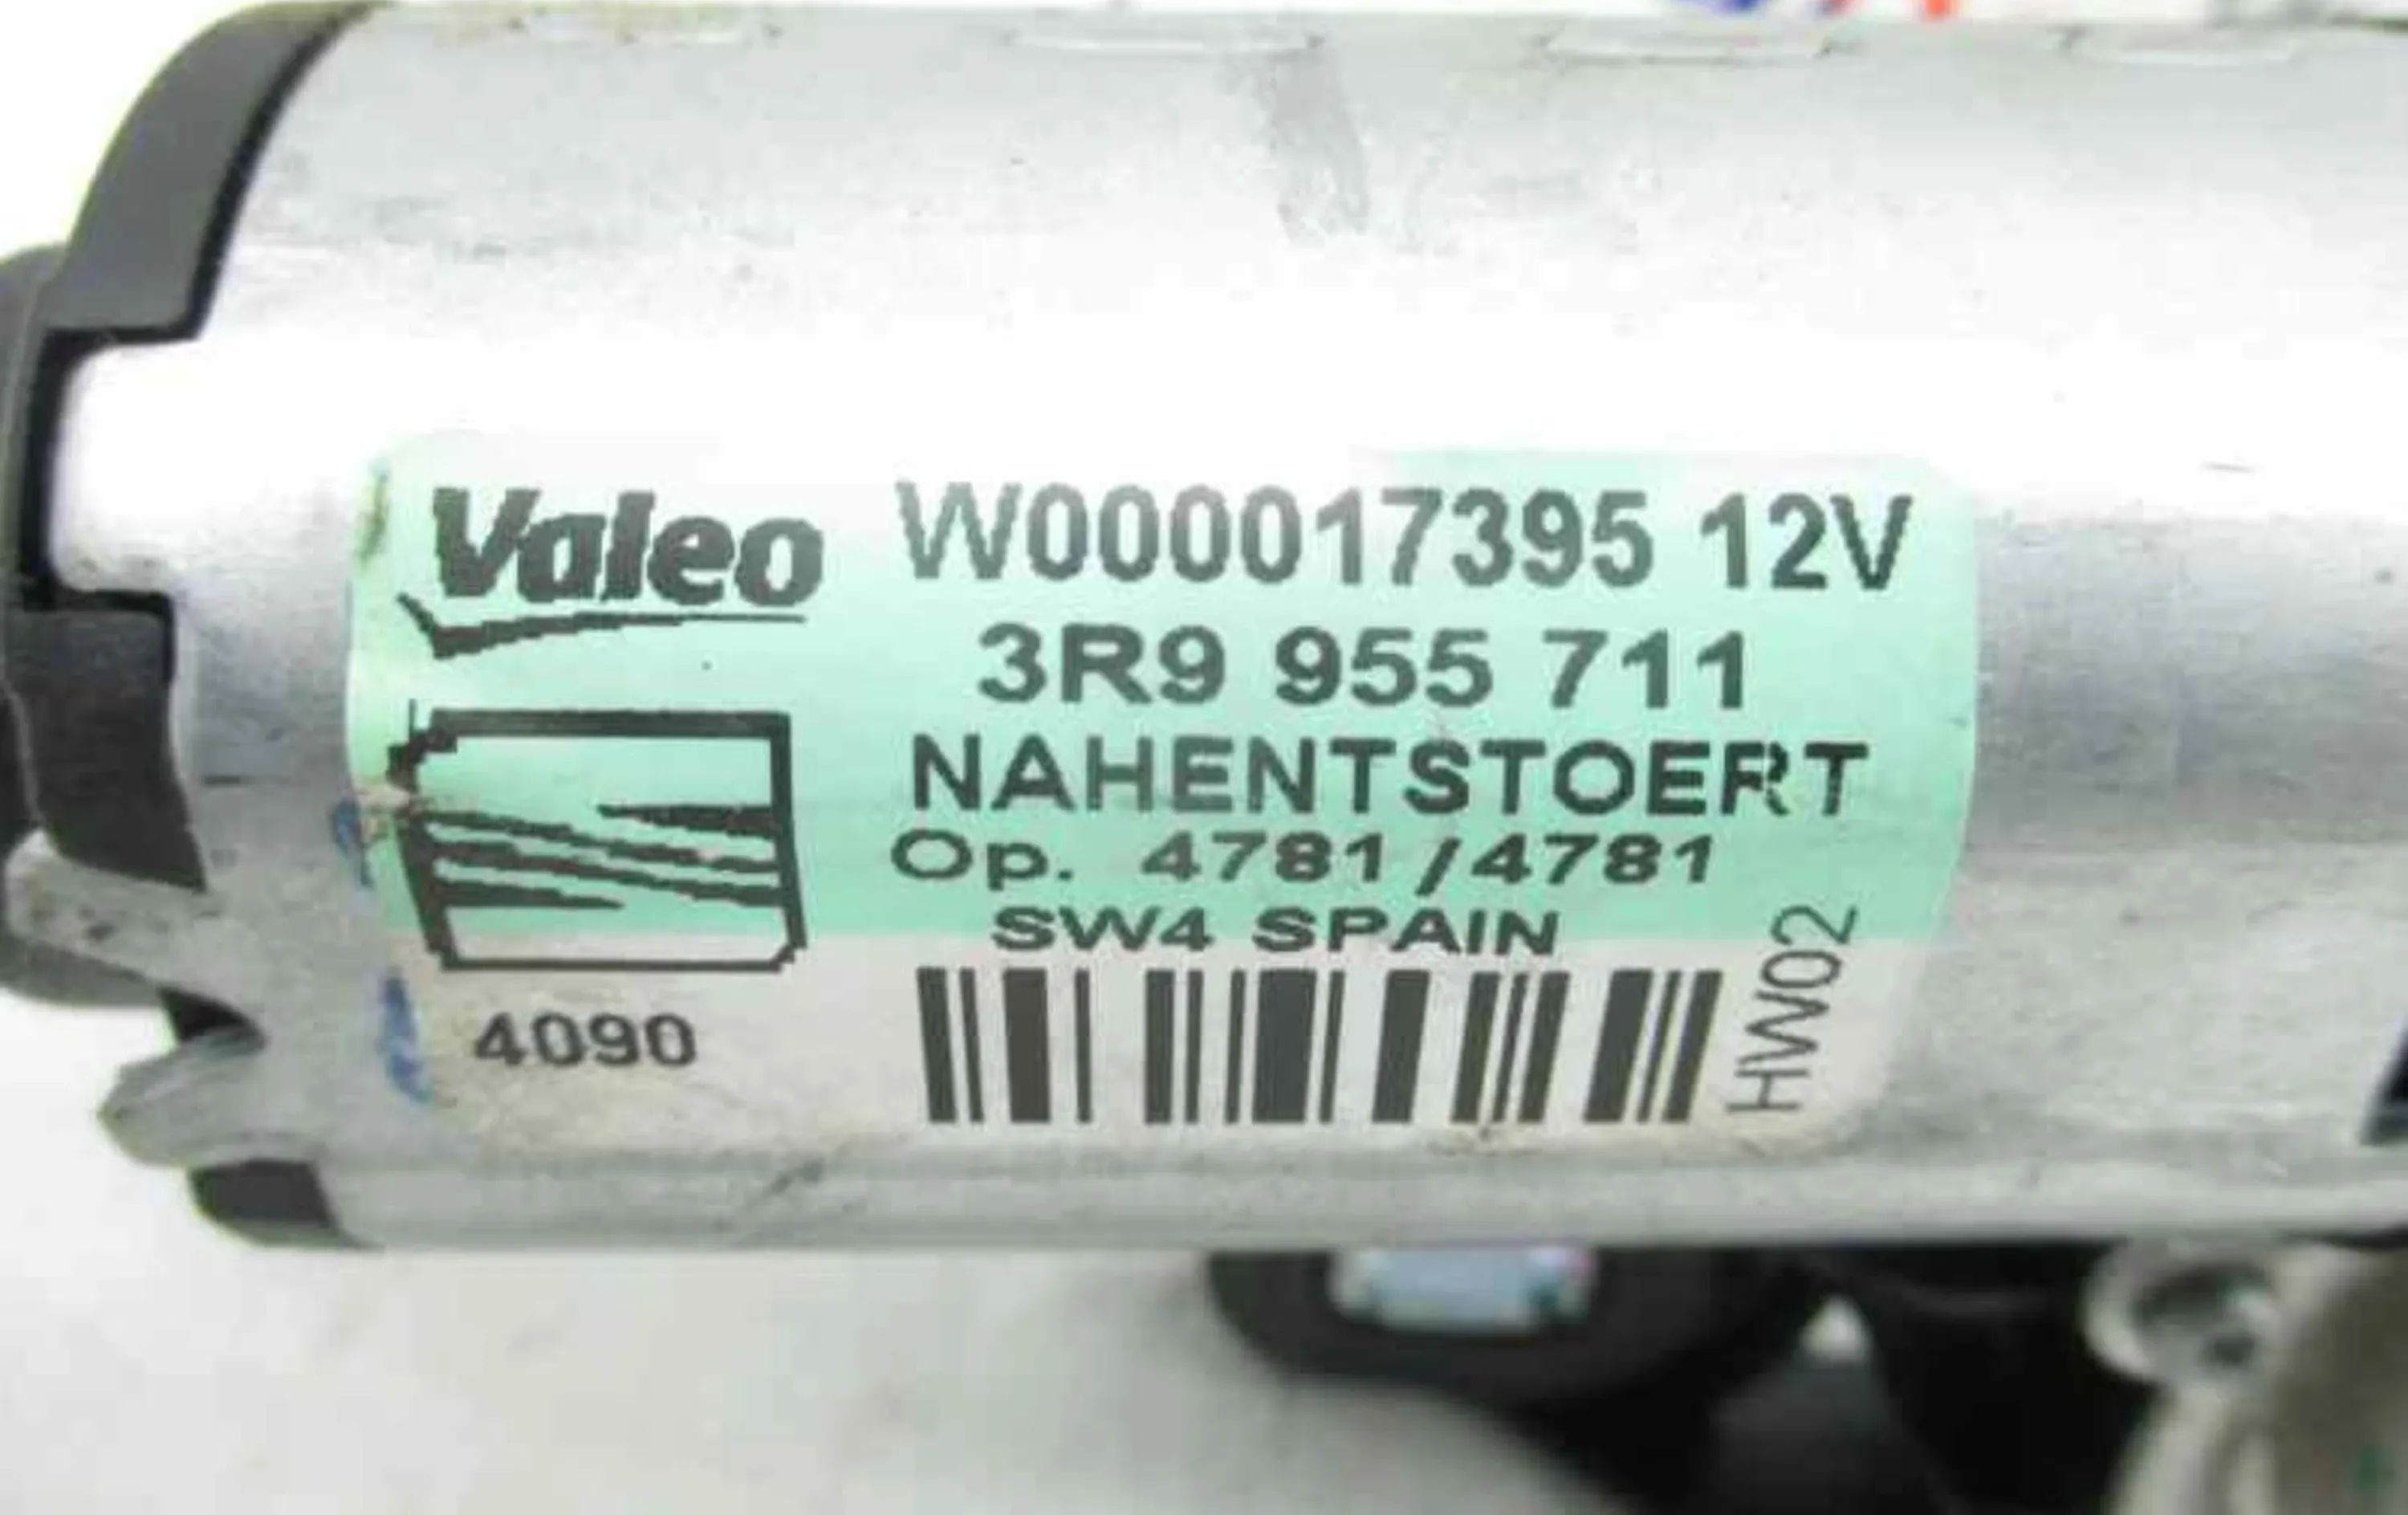 Valeo
W000017395 12V
3R9 955 711
NAHENTSTOERT
Op. 4781/4781
SW4 SPAIN
HW02
4090